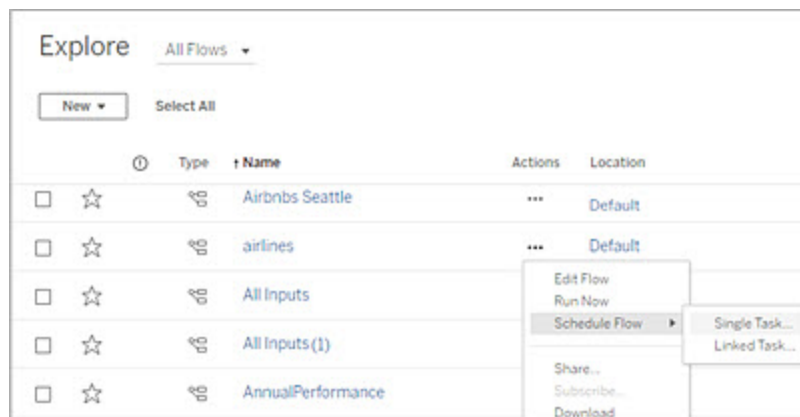 Explore All Flows
New Select All
Type Name Actions Location
Airbnbs Seattle ... Default
airlines ... Default
Edit Flow
All Inputs
Run Now
Schedule Flow Single Task...
All Inputs (1) Linked Task...
Share...
Subscribe...
AnnualPerformance
Download